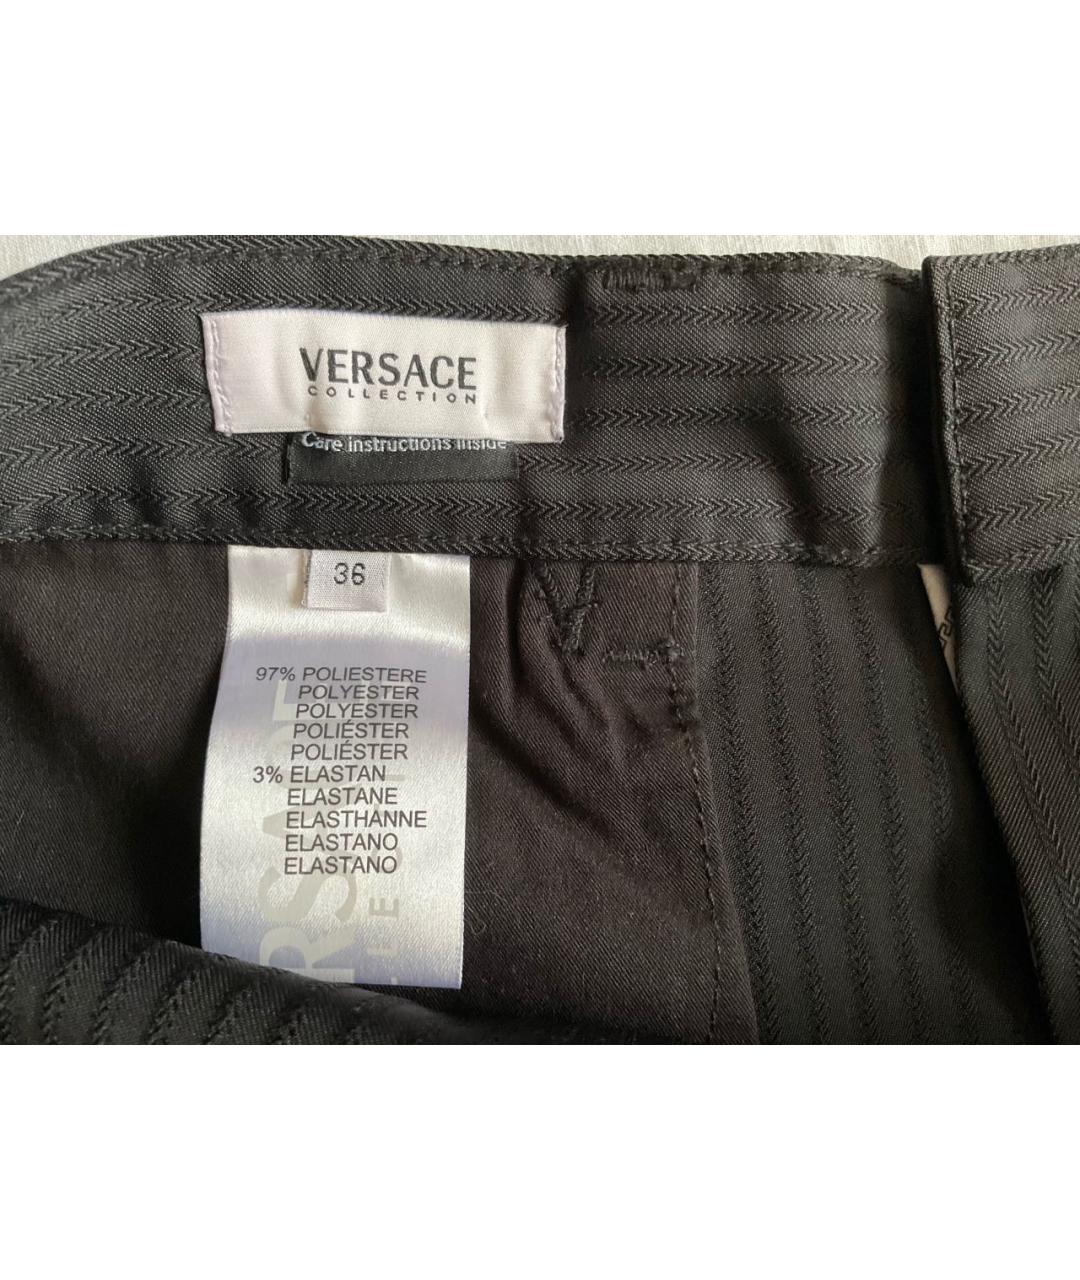 VERSACE
COLLECTION
Care instructions inside
36
97% POLIESTERE
POLYESTER
POLYESTER
POLIÉSTER
POLIÉSTER
3% ELASTAN
ELASTANE
ELASTHANNE
ELASTANO
ELASTANO